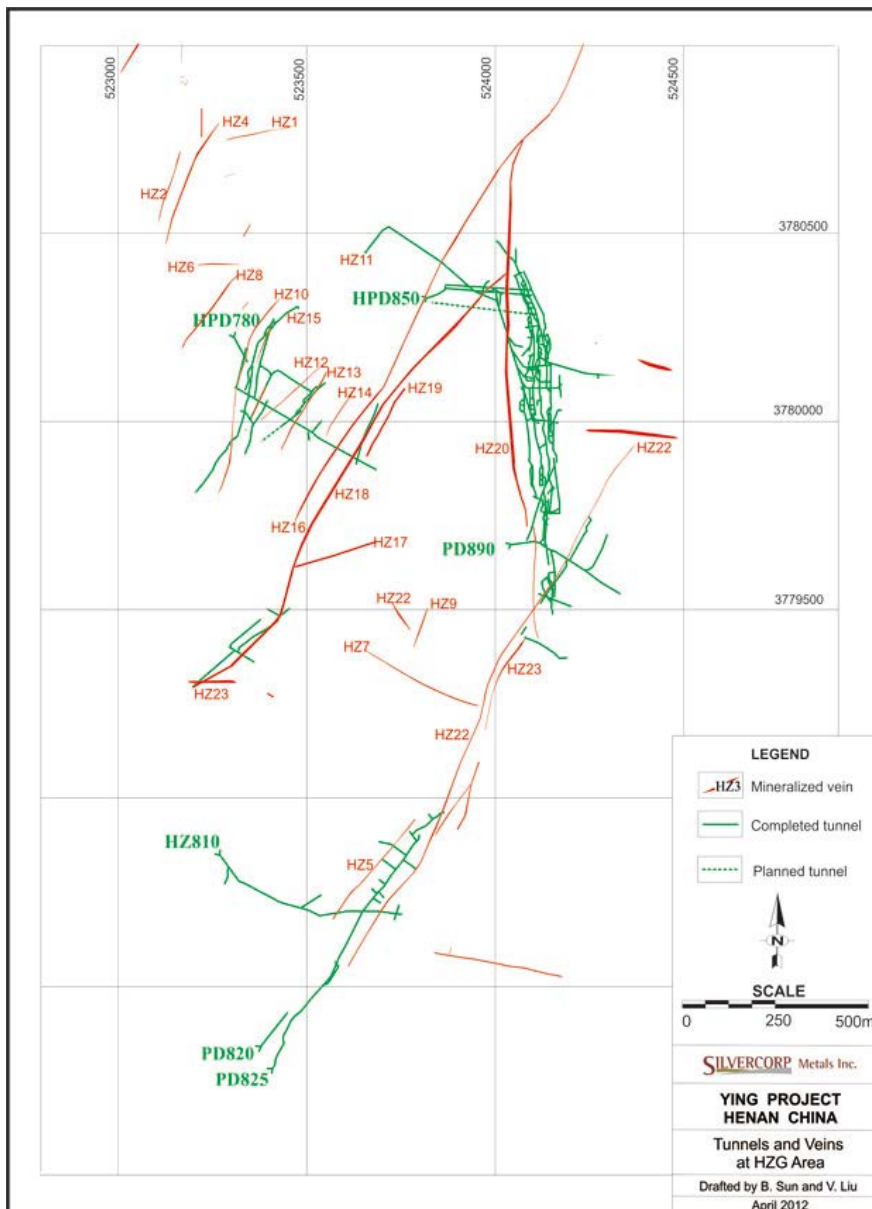 523000
523500
524000
524500
HZ4
HZ1
HZ2
3780500
HZ11
HZ6
HZ8
HZ10
HPD850
HPD780
HZ15
HZ12
HZ13
HZ19
HZ14
3780000
HZ20
HZ22
HZ18
HZ16
HZ17
PD890
3779500
HZ22
HZ9
HZ7
HZ23
HZ23
HZ22
HZ810
HZ5
PD820
PD825
LEGEND
HZ3 Mineralized vein
Completed tunnel
Planned tunnel
N
SCALE
0 250 500m
SILVERCORP Metals Inc.
YING PROJECT
HENAN CHINA
Tunnels and Veins
at HZG Area
Drafted by B. Sun and V. Liu
April 2012